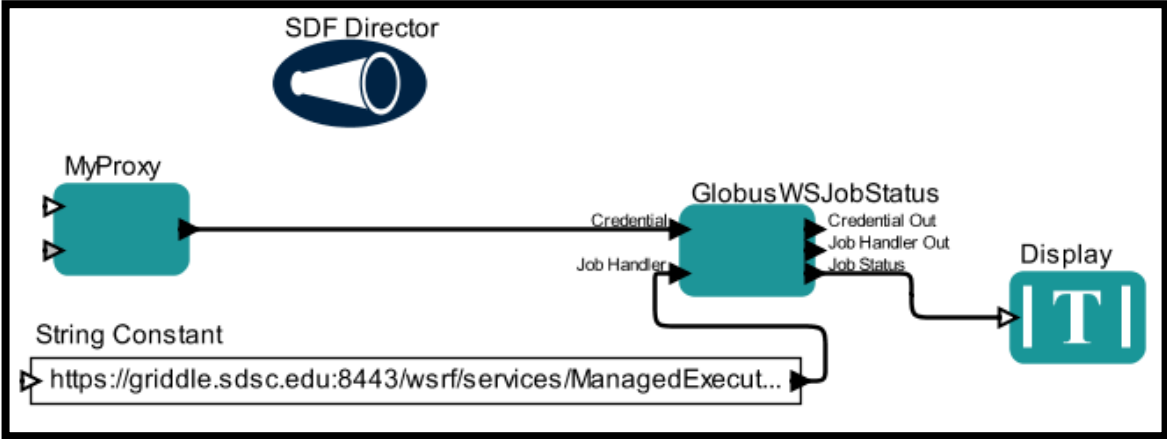 SDF Director
MyProxy
GlobusWSJobStatus
Credential
Credential Out
Job Handler Out
Job Handler
Job Status
Display
T
String Constant
https://griddle.sdsc.edu:8443/wsrf/services/ManagedExecut...